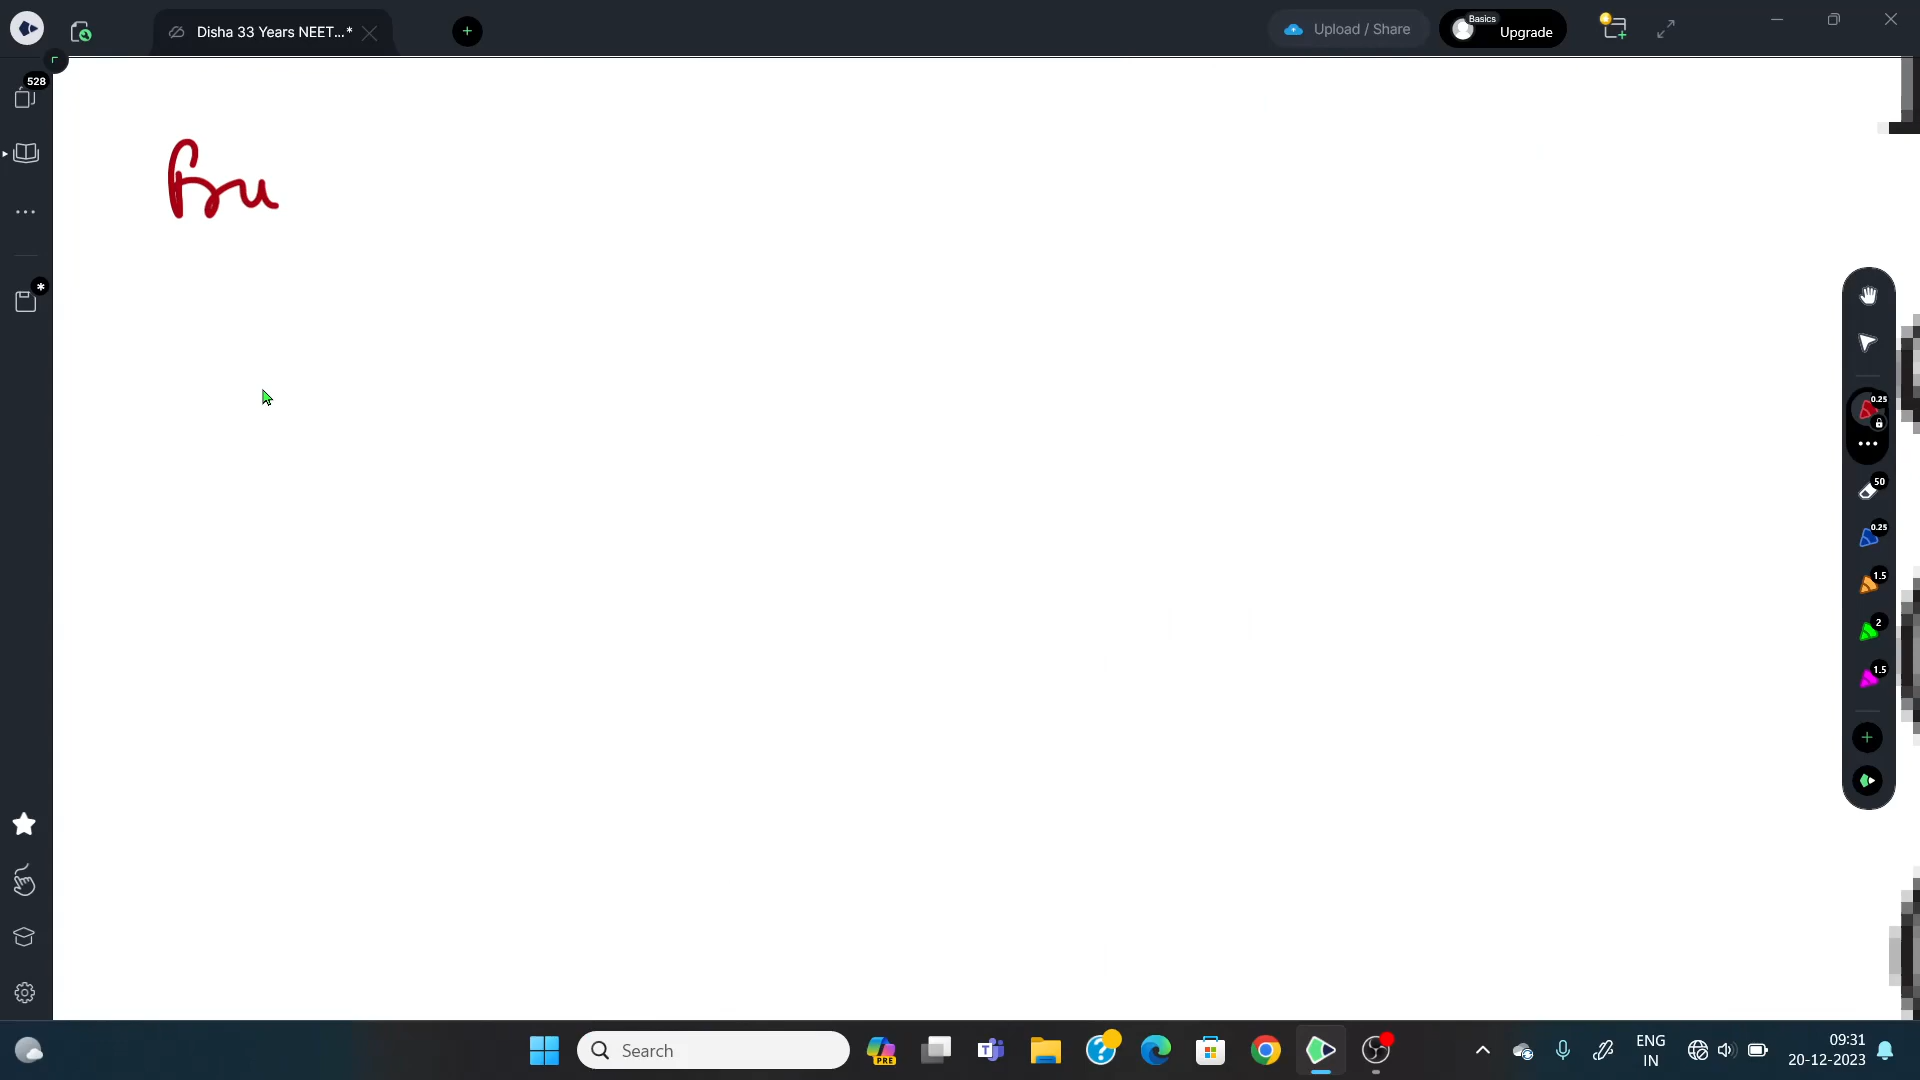 Disha 33 Years NEET...*
Upload / Share
Basics
Upgrade
528
*
0.25
50
0.25
1.5
2
1.5
Search
PRE
ENG
IN
09:31
20-12-2023